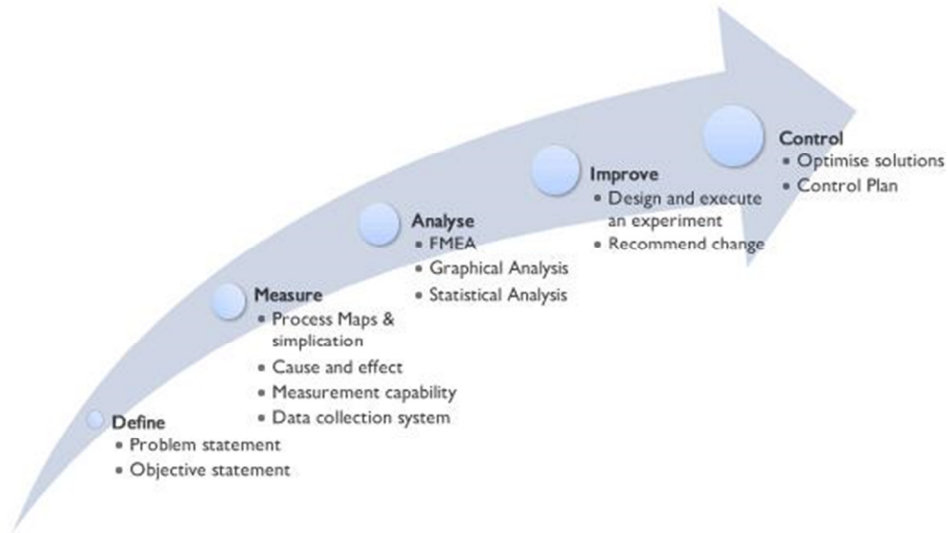 Define
• Problem statement
• Objective statement
Measure
• Process Maps &
simplication
• Cause and effect
• Measurement capability
• Data collection system
Analyse
• FMEA
• Graphical Analysis
• Statistical Analysis
Improve
• Design and execute
an experiment
• Recommend change
Control
• Optimise solutions
• Control Plan